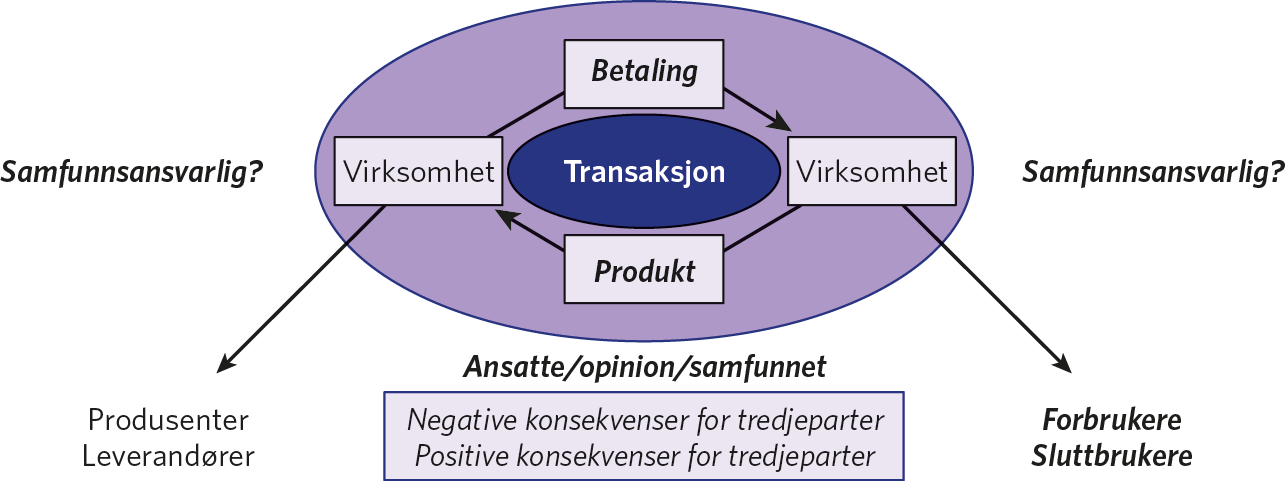 Betaling
Samfunnsansvarlig?
Virksomhet
Transaksjon
Virksomhet
Samfunnsansvarlig?
Produkt
Ansatte/opinion/samfunnet
Produsenter
Leverandører
Negative konsekvenser for tredjeparter
Positive konsekvenser for tredjeparter
Forbrukere
Sluttbrukere